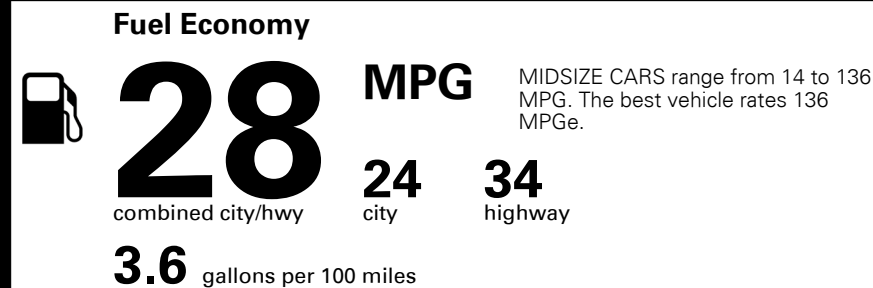 Fuel Economy
28 MPG
MIDSIZE CARS range from 14 to 136
MPG. The best vehicle rates 136
MPGe.
combined city/hwy
24
city
34
highway
3.6 gallons per 100 miles